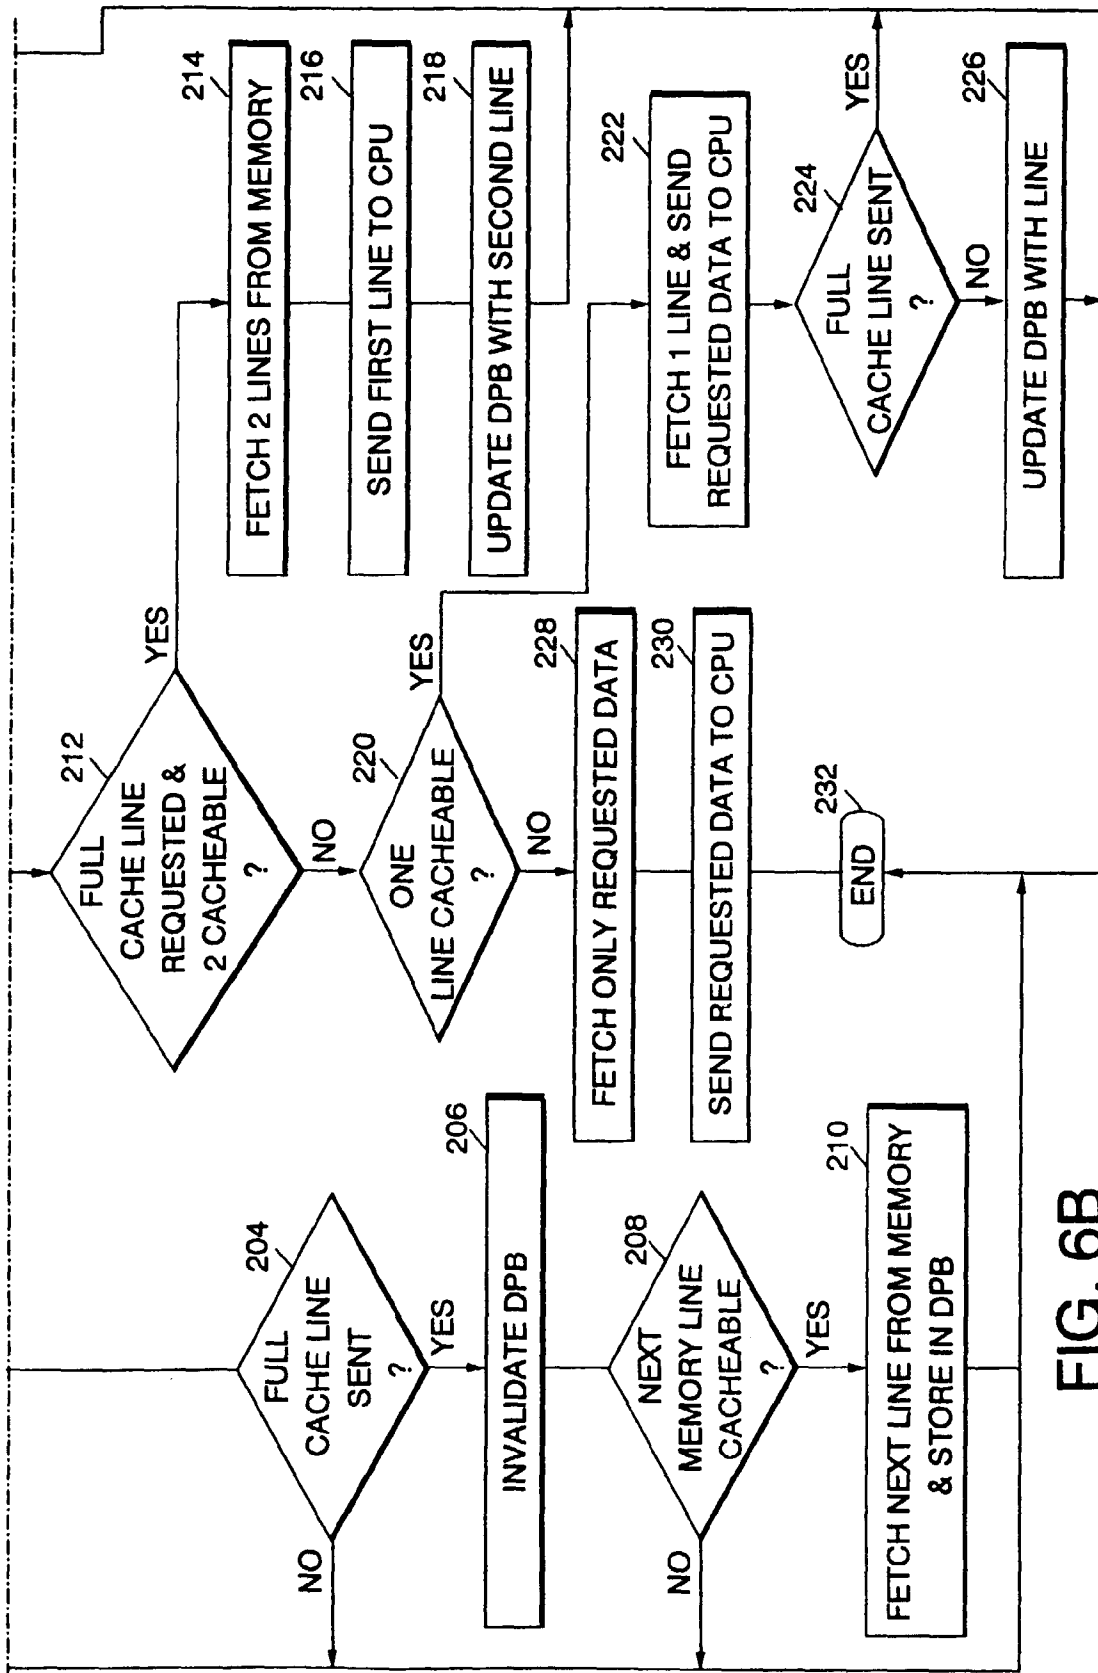 204
FULL
CACHE LINE
SENT
?
NO
YES
206
INVALIDATE DPB
208
NEXT
MEMORY LINE
CACHEABLE
?
NO
YES
210
FETCH NEXT LINE FROM MEMORY
& STORE IN DPB
212
FULL
CACHE LINE
REQUESTED &
2 CACHEABLE
?
YES
NO
220
ONE
LINE CACHEABLE
?
YES
NO
228
FETCH ONLY REQUESTED DATA
230
SEND REQUESTED DATA TO CPU
232
END
214
FETCH 2 LINES FROM MEMORY
216
SEND FIRST LINE TO CPU
218
UPDATE DPB WITH SECOND LINE
222
FETCH 1 LINE & SEND
REQUESTED DATA TO CPU
224
FULL
CACHE LINE SENT
?
YES
NO
226
UPDATE DPB WITH LINE
FIG. 6B